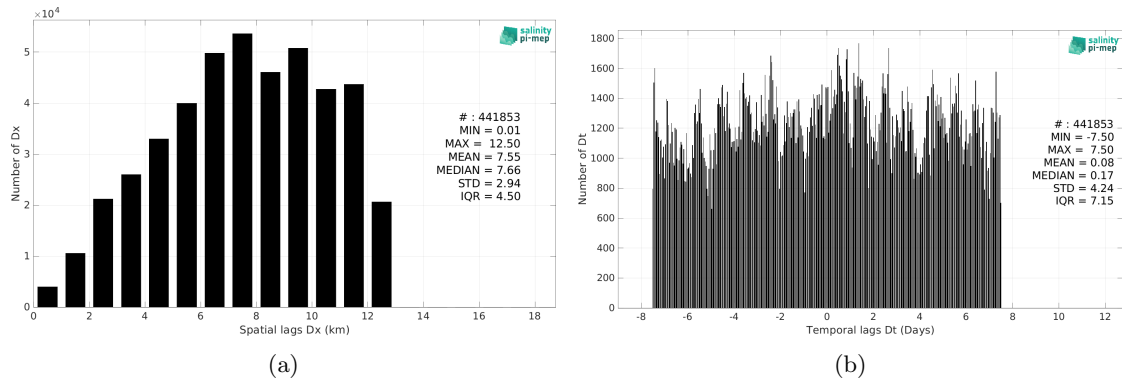 ×10⁴
5
4
3
2
1
0
Number of Dx
0 2 4 6 8 10 12 14 16 18
Spatial lags Dx (km)
salinity
pi-mep
# : 441853
MIN = 0.01
MAX = 12.50
MEAN = 7.55
MEDIAN = 7.66
STD = 2.94
IQR = 4.50
(a)
1800
1600
1400
1200
1000
800
600
400
200
0
Number of Dt
-8 -6 -4 -2 0 2 4 6 8 10 12
Temporal lags Dt (Days)
salinity
pi-mep
# : 441853
MIN = -7.50
MAX = 7.50
MEAN = 0.08
MEDIAN = 0.17
STD = 4.24
IQR = 7.15
(b)